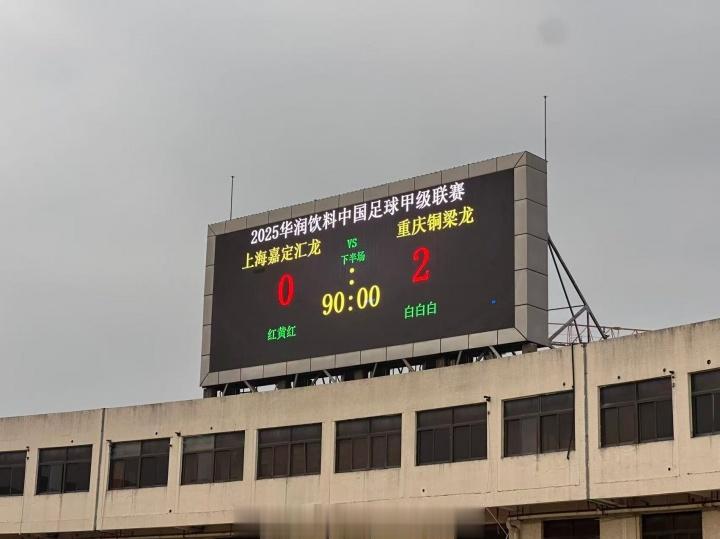 2025华润饮料中国足球甲级联赛
上海嘉定汇龙 VS 重庆铜梁龙
下半场
0 : 2
90:00
红黄红 白白白